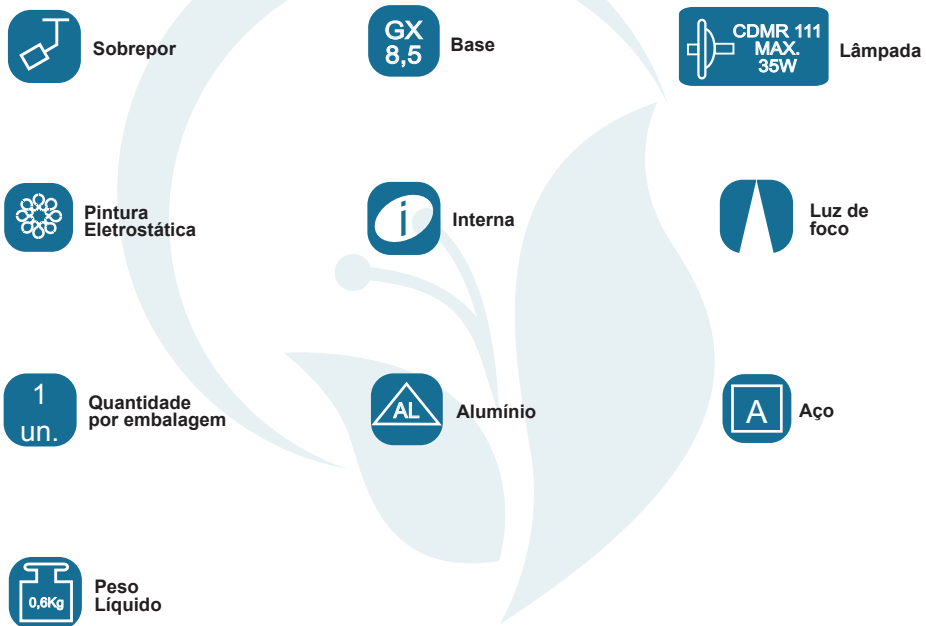 Sobrepor
GX
8,5
Base
CDMR 111
MAX.
35W
Lâmpada
Pintura
Eletrostática
i
Interna
Luz de
foco
1
un.
Quantidade
por embalagem
AL
Alumínio
A
Aço
0,6Kg
Peso
Líquido